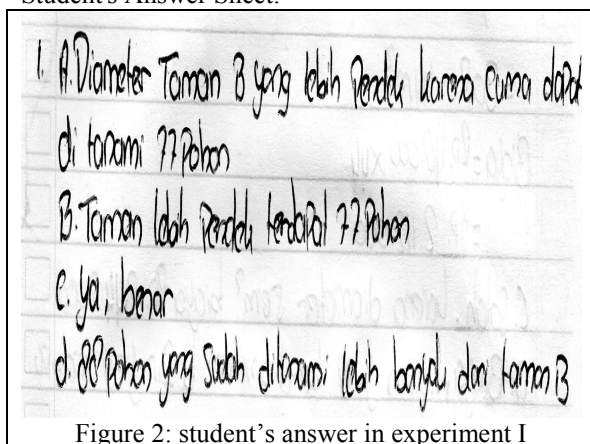 Student's Answer Sheet:
1. A. Diameter Taman B yang lebih Pendek karena Cuma dapat
di tanami 77 Pohon
B. Taman lebih Pendek terdapat 77 Pohon
C. ya, benar
d. 88 Pohon yang Sudah ditanami lebih banyak dari taman B
Figure 2: student's answer in experiment I